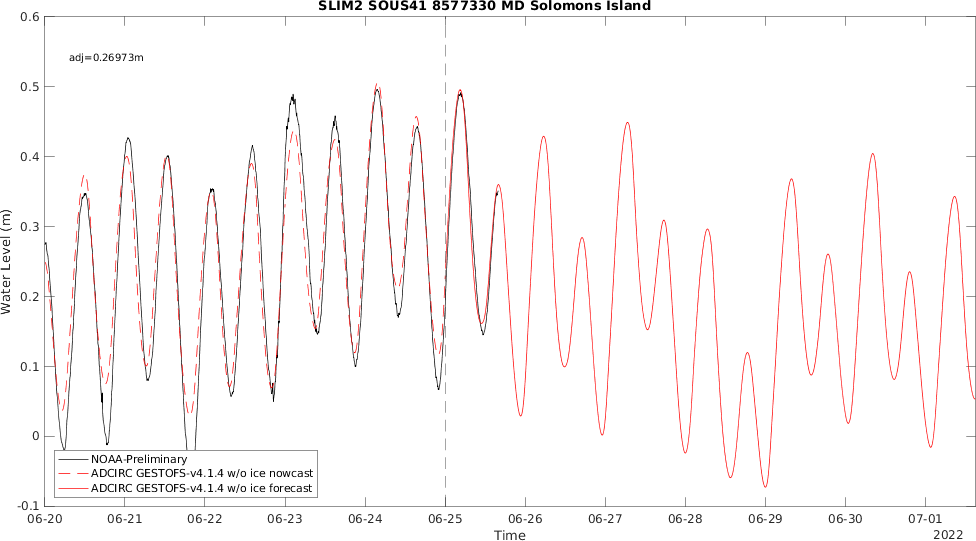 SLIM2 SOUS41 8577330 MD Solomons Island
adj=0.26973m
Water Level (m)
0.6
0.5
0.4
0.3
0.2
0.1
0
-0.1
NOAA-Preliminary
ADCIRC GESTOFS-v4.1.4 w/o ice nowcast
ADCIRC GESTOFS-v4.1.4 w/o ice forecast
06-20 06-21 06-22 06-23 06-24 06-25 06-26 06-27 06-28 06-29 06-30 07-01
Time
2022